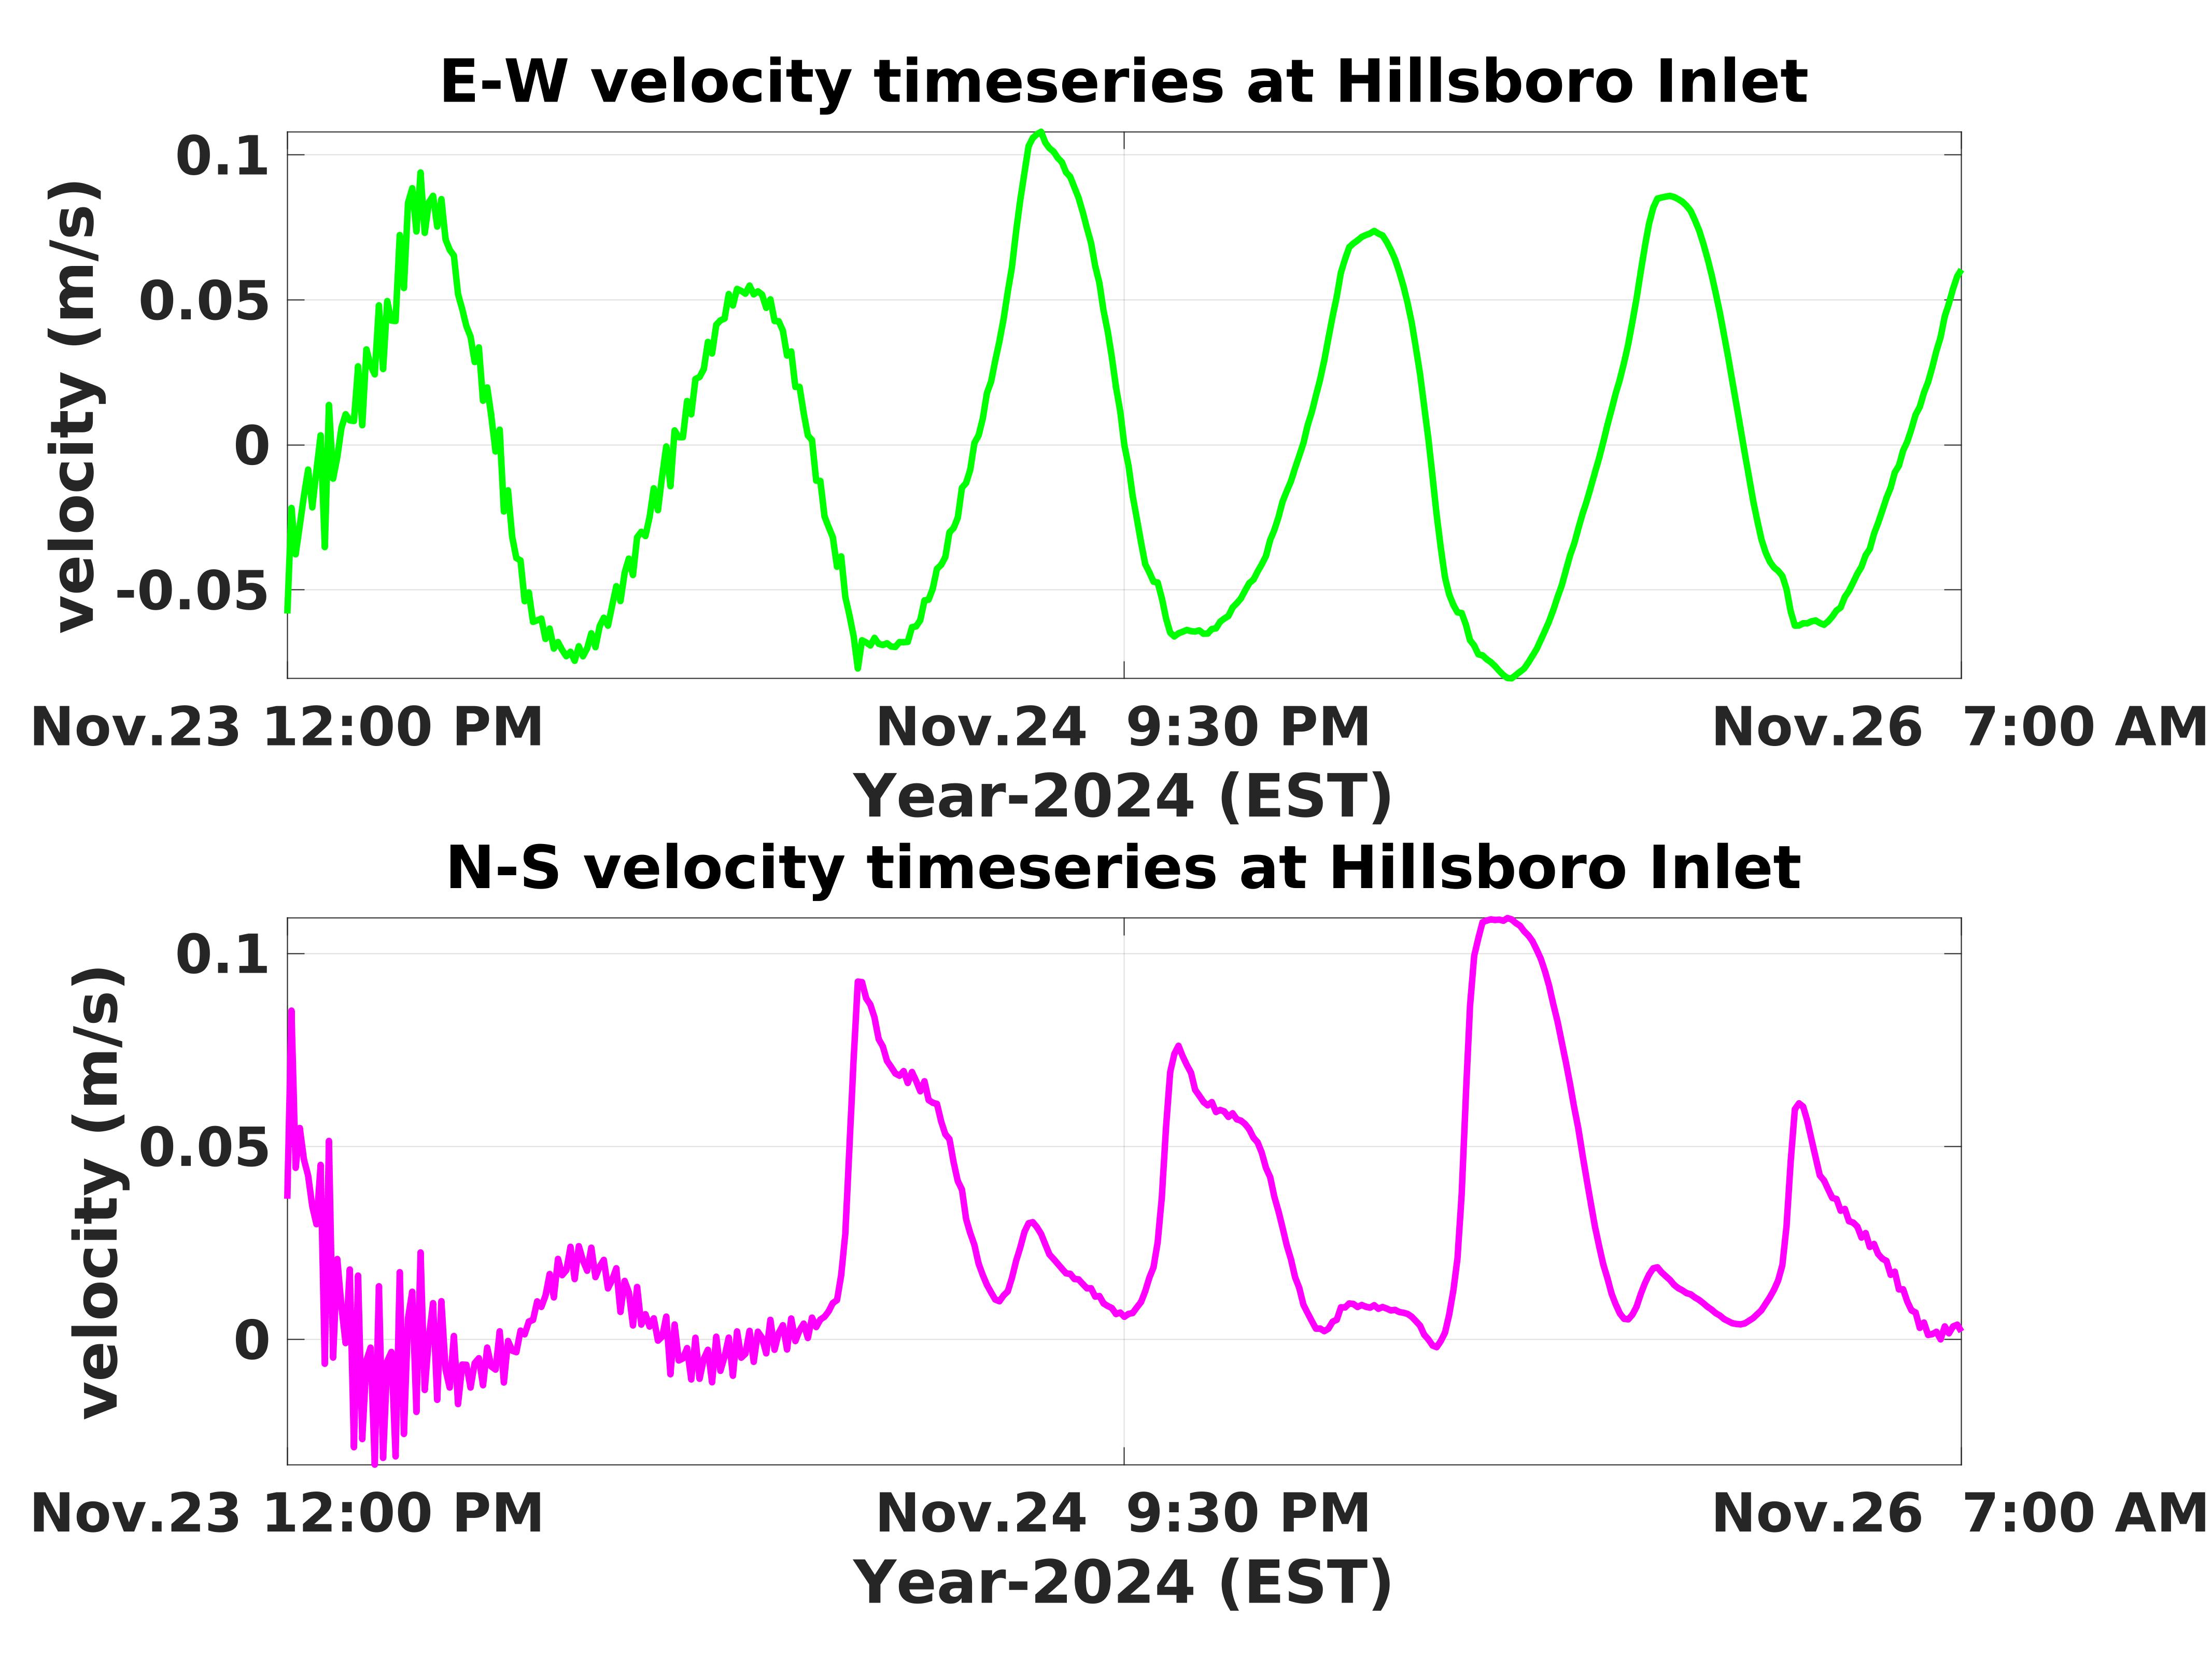 E-W velocity timeseries at Hillsboro Inlet
velocity (m/s)
0.1
0.05
0
-0.05
Nov.23 12:00 PM Nov.24  9:30 PM Nov.26  7:00 AM
Year-2024 (EST)
N-S velocity timeseries at Hillsboro Inlet
velocity (m/s)
0.1
0.05
0
Nov.23 12:00 PM Nov.24  9:30 PM Nov.26  7:00 AM
Year-2024 (EST)